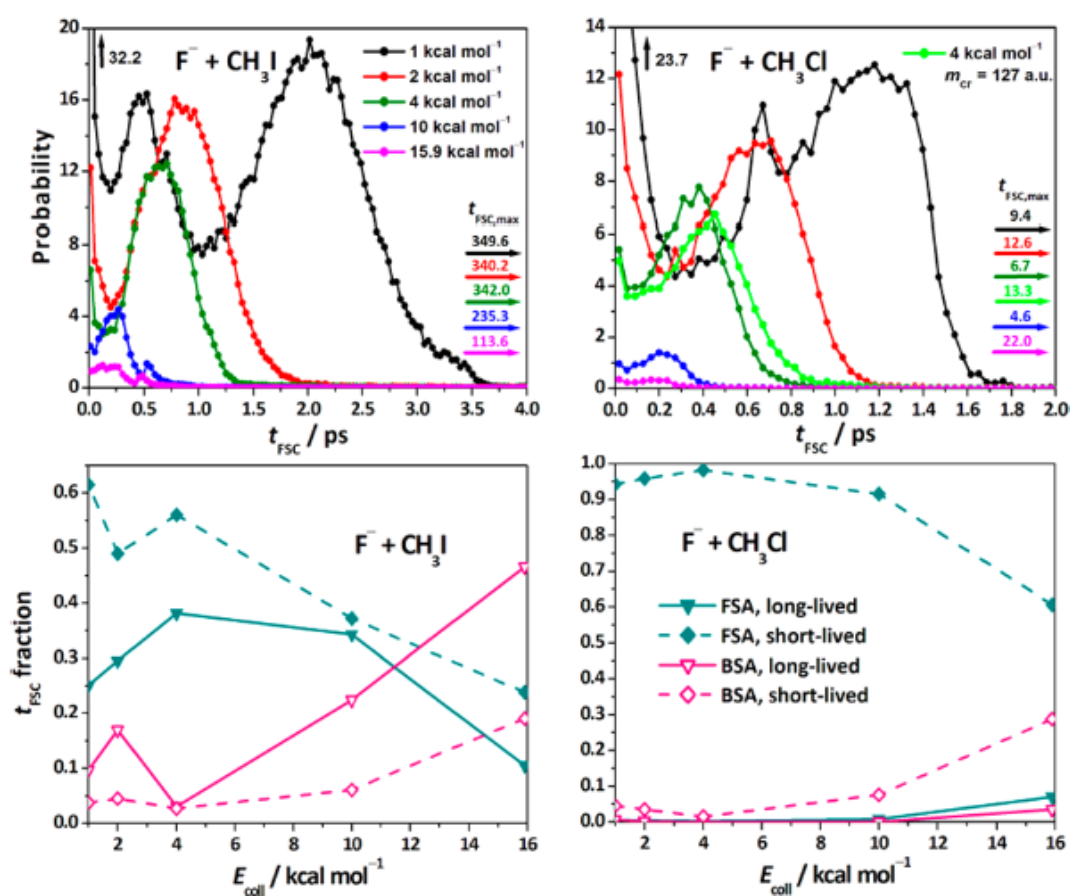 20
16
12
8
4
0
Probability
32.2
F⁻ + CH₃I
1 kcal mol⁻¹
2 kcal mol⁻¹
4 kcal mol⁻¹
10 kcal mol⁻¹
15.9 kcal mol⁻¹
t_FSC,max
349.6
340.2
342.0
235.3
113.6
0.0 0.5 1.0 1.5 2.0 2.5 3.0 3.5 4.0
t_FSC / ps
14
12
10
8
6
4
2
0
23.7
F⁻ + CH₃Cl
4 kcal mol⁻¹
m_cr = 127 a.u.
t_FSC,max
9.4
12.6
6.7
13.3
4.6
22.0
0.0 0.2 0.4 0.6 0.8 1.0 1.2 1.4 1.6 1.8 2.0
t_FSC / ps
0.6
0.5
0.4
0.3
0.2
0.1
0.0
t_FSC fraction
F⁻ + CH₃I
2 4 6 8 10 12 14 16
E_coll / kcal mol⁻¹
1.0
0.9
0.8
0.7
0.6
0.5
0.4
0.3
0.2
0.1
0.0
F⁻ + CH₃Cl
FSA, long-lived
FSA, short-lived
BSA, long-lived
BSA, short-lived
2 4 6 8 10 12 14 16
E_coll / kcal mol⁻¹